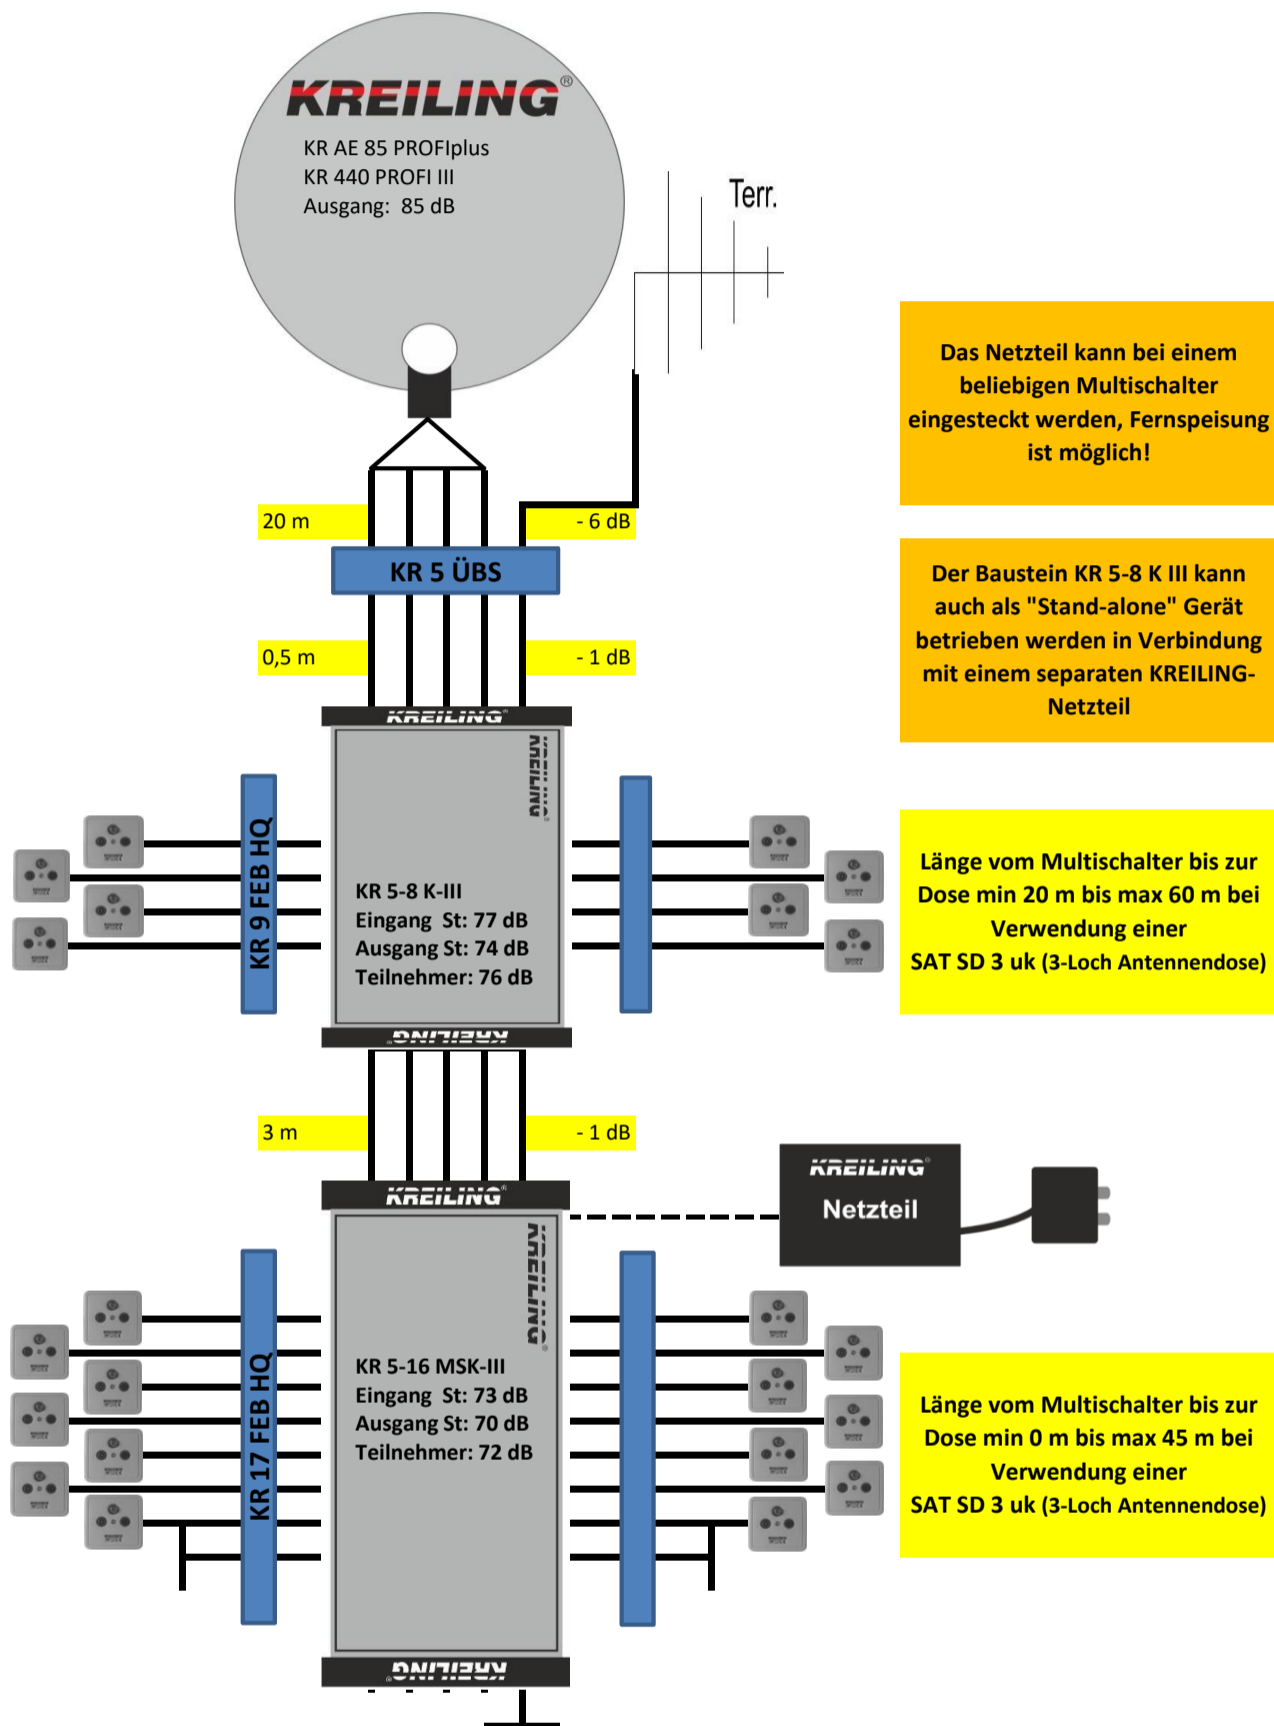 KREILING®
KR AE 85 PROFIplus
KR 440 PROFI III
Ausgang: 85 dB
Terr.
Das Netzteil kann bei einem
beliebigen Multischalter
eingesteckt werden, Fernspeisung
ist möglich!
20 m
- 6 dB
KR 5 ÜBS
Der Baustein KR 5-8 K III kann
auch als "Stand-alone" Gerät
betrieben werden in Verbindung
mit einem separaten KREILING-
Netzteil
0,5 m
- 1 dB
KREILING®
KREILING®
KR 9 FEB HQ
KR 5-8 K-III
Eingang St: 77 dB
Ausgang St: 74 dB
Teilnehmer: 76 dB
KREILING®
Länge vom Multischalter bis zur
Dose min 20 m bis max 60 m bei
Verwendung einer
SAT SD 3 uk (3-Loch Antennendose)
3 m
- 1 dB
KREILING®
Netzteil
KREILING®
KREILING®
KR 17 FEB HQ
KR 5-16 MSK-III
Eingang St: 73 dB
Ausgang St: 70 dB
Teilnehmer: 72 dB
KREILING®
Länge vom Multischalter bis zur
Dose min 0 m bis max 45 m bei
Verwendung einer
SAT SD 3 uk (3-Loch Antennendose)